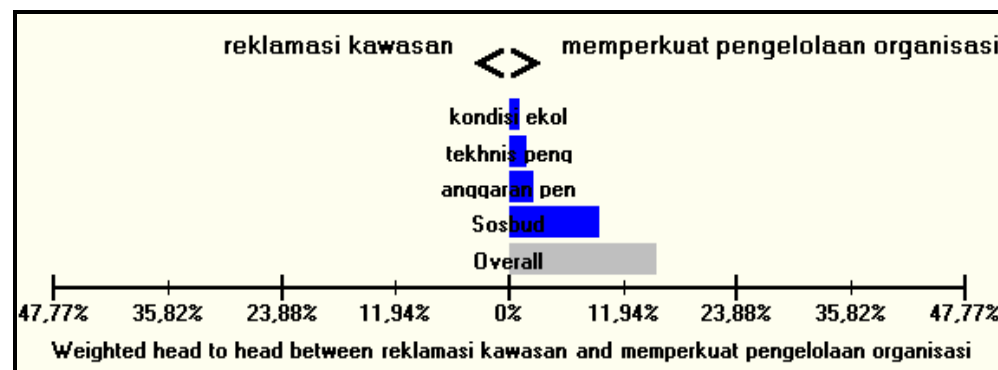 reklamasi kawasan <> memperkuat pengelolaan organisasi
kondisi ekol
tekhnis peng
anggaran pen
Sosbud
Overall
47,77% 35,82% 23,88% 11,94% 0% 11,94% 23,88% 35,82% 47,77%
Weighted head to head between reklamasi kawasan and memperkuat pengelolaan organisasi